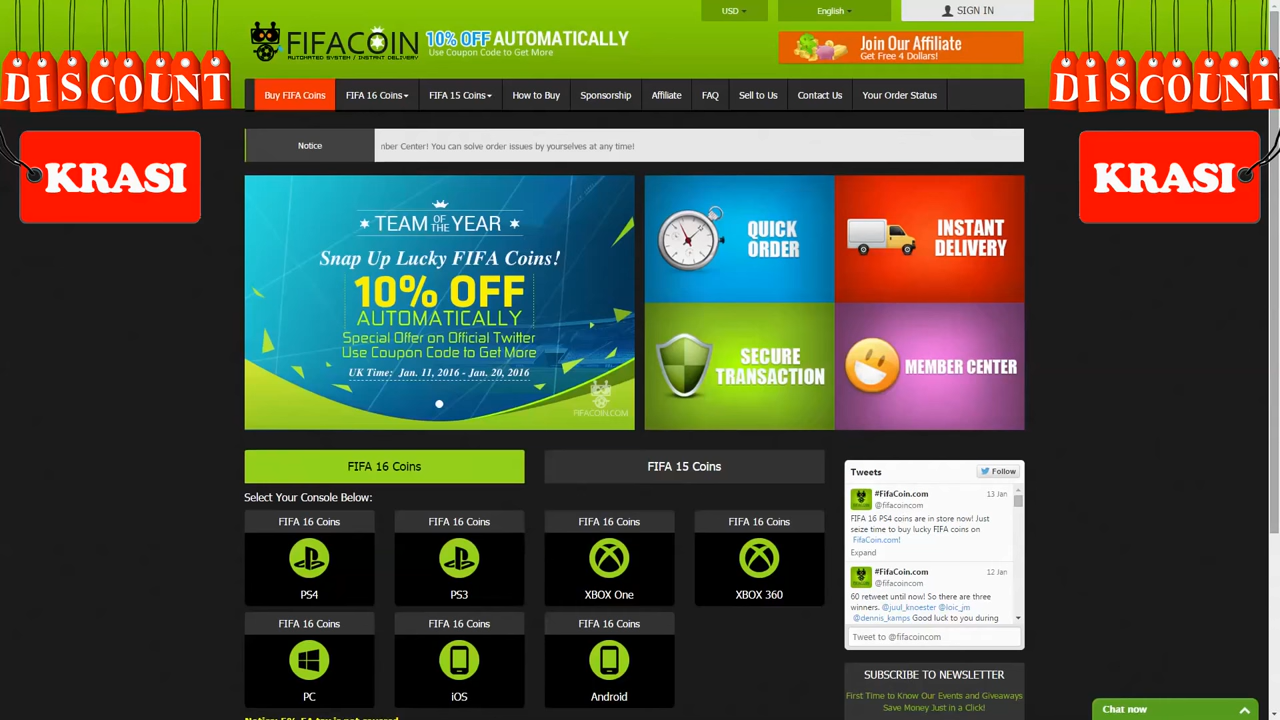 USD
English
SIGN IN
DISCOUNT
KRASI
FIFACOIN
AUTOMATED SYSTEM / INSTANT DELIVERY
10% OFF AUTOMATICALLY
Use Coupon Code to Get More
Join Our Affiliate
Get Free 4 Dollars!
DISCOUNT
KRASI
Buy FIFA Coins
FIFA 16 Coins
FIFA 15 Coins
How to Buy
Sponsorship
Affiliate
FAQ
Sell to Us
Contact Us
Your Order Status
Notice
nber Center! You can solve order issues by yourselves at any time!
TEAM OF THE YEAR
Snap Up Lucky FIFA Coins!
10% OFF
AUTOMATICALLY
Special Offer on Official Twitter
Use Coupon Code to Get More
UK Time: Jan. 11, 2016 - Jan. 20, 2016
FIFACOIN.COM
QUICK
ORDER
INSTANT
DELIVERY
SECURE
TRANSACTION
MEMBER CENTER
FIFA 16 Coins
FIFA 15 Coins
Select Your Console Below:
FIFA 16 Coins
PS4
FIFA 16 Coins
PS3
FIFA 16 Coins
XBOX One
FIFA 16 Coins
XBOX 360
FIFA 16 Coins
PC
FIFA 16 Coins
iOS
FIFA 16 Coins
Android
Tweets
Follow
#FifaCoin.com 13 Jan
@fifacoincom
FIFA 16 PS4 coins are in store now! Just
seize time to buy lucky FIFA coins on
FifaCoin.com!
Expand
#FifaCoin.com 12 Jan
@fifacoincom
60 retweet until now! So there are three
winners. @juul_knoester @loic_jm
@dennis_kamps Good luck to you during
Tweet to @fifacoincom
SUBSCRIBE TO NEWSLETTER
First Time to Know Our Events and Giveaways
Save Money Just in a Click!
Chat now